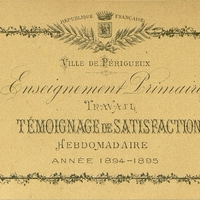 RÉPUBLIQUE FRANÇAISE
VILLE DE PÉRIGUEUX
Enseignement Primaire
TRAVAIL
TÉMOIGNAGE DE SATISFACTION
HEBDOMADAIRE
ANNÉE 1894-1895